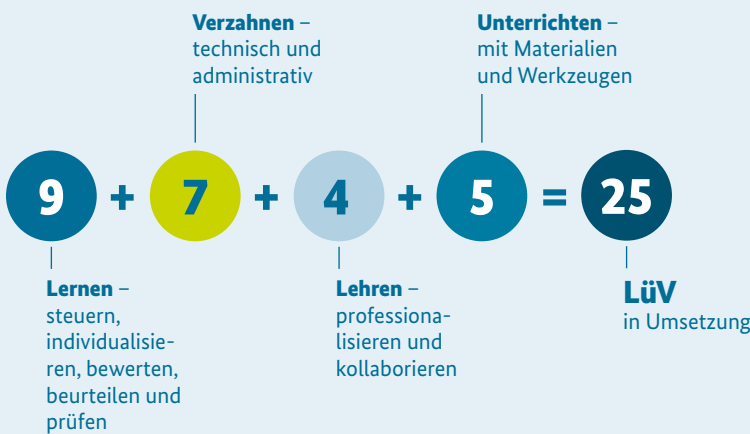 Verzahnen –
technisch und
administrativ
Unterrichten –
mit Materialien
und Werkzeugen
9 + 7 + 4 + 5 = 25
Lernen –
steuern,
individualisie-
ren, bewerten,
beurteilen und
prüfen
Lehren –
professiona-
lisieren und
kollaborieren
LüV
in Umsetzung